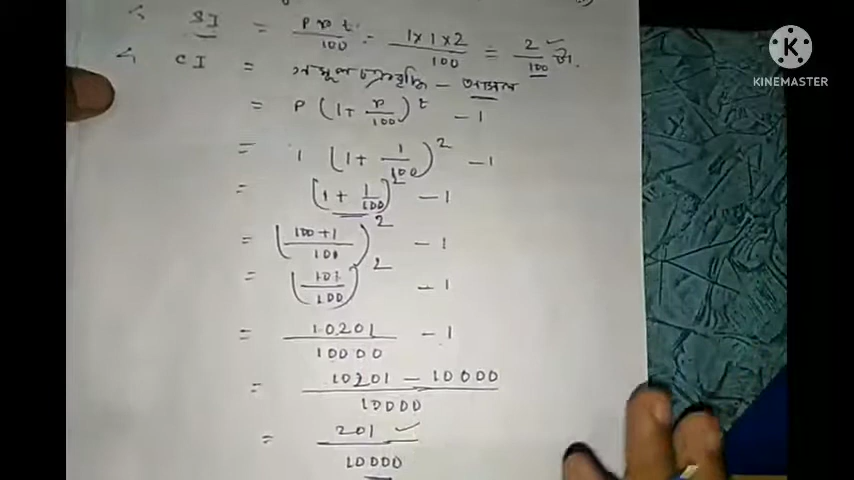 ∴ SI = Prt/100 = 1×1×2/100 = 2/100 টা.
∴ CI = সমূলচক্রবৃদ্ধি – আসল
= P (1 + r/100)^t – 1
= 1 (1 + 1/100)^2 – 1
= (1 + 1/100)^2 – 1
= (100+1/100)^2 – 1
= (101/100)^2 – 1
= 10201/10000 – 1
= 10201 – 10000/10000
= 201/10000
KINEMASTER